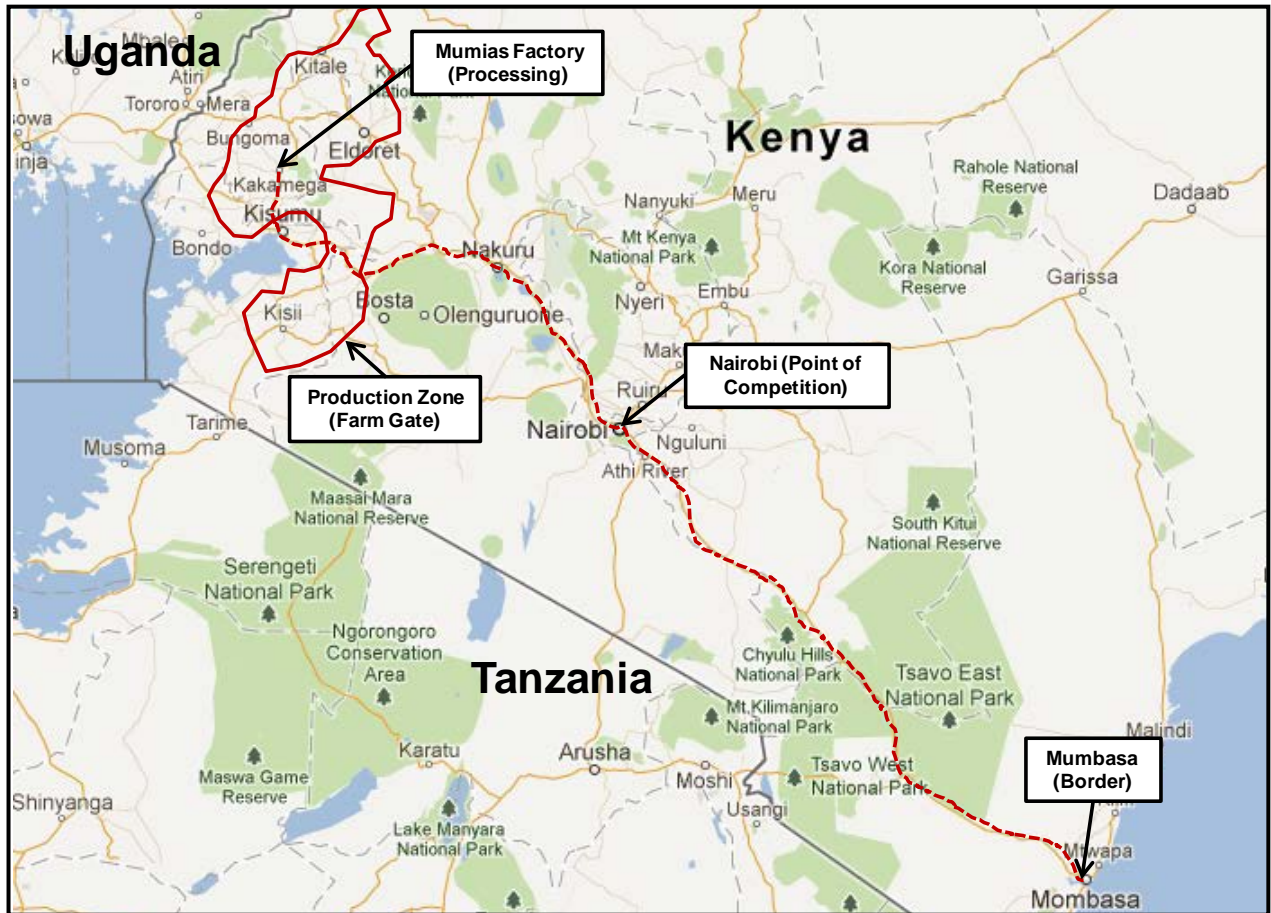 Uganda
Mbale
Kitale
Atiri
Tororo
Mera
Bungoma
Eldoret
National Park
Mumias Factory
(Processing)
Kenya
Rahole National
Reserve
Dadaab
Kakamega
Kisumu
Bondo
Nanyuki
Meru
Mt Kenya
National Park
Kora National
Reserve
Garissa
Nakuru
Nyeri
Embu
Kisii
Bosta
Olenguruone
Production Zone
(Farm Gate)
Nairobi (Point of
Competition)
Ruiru
Nairobi
Nguluni
Athi River
Tarime
Musoma
Maasai Mara
National Reserve
South Kitui
National Reserve
Serengeti
National Park
Ngorongoro
Conservation
Area
Tanzania
Chyulu Hills
National Park
Tsavo East
National Park
Mt.Kilimanjaro
National Park
Malindi
Karatu
Arusha
Moshi
Tsavo West
National Park
Mumbasa
(Border)
Maswa Game
Reserve
Shinyanga
Usangi
Lake Manyara
National Park
Mtwapa
Mombasa